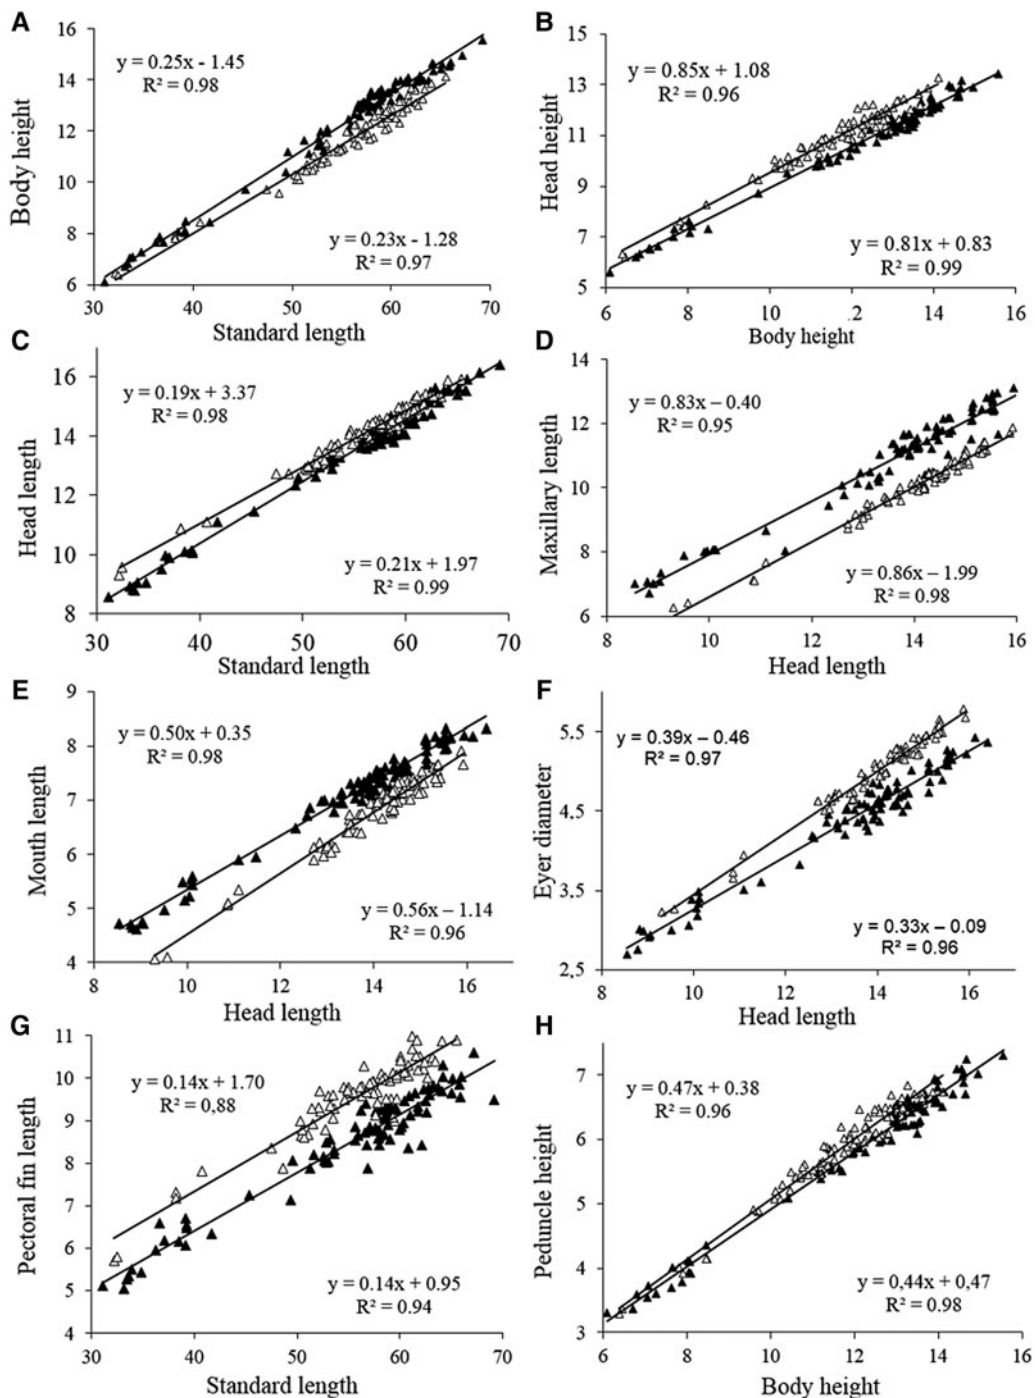 A
16
14
12
10
8
6
y = 0.25x - 1.45
R² = 0.98
y = 0.23x - 1.28
R² = 0.97
30 40 50 60 70
Standard length
Body height
B
15
13
11
9
7
5
y = 0.85x + 1.08
R² = 0.96
y = 0.81x + 0.83
R² = 0.99
6 8 10 .2 14 16
Body height
Head height
C
16
14
12
10
8
y = 0.19x + 3.37
R² = 0.98
y = 0.21x + 1.97
R² = 0.99
30 40 50 60 70
Standard length
Head length
D
14
12
10
8
6
y = 0.83x – 0.40
R² = 0.95
y = 0.86x – 1.99
R² = 0.98
8 10 12 14 16
Head length
Maxillary length
E
9
8
7
6
5
4
y = 0.50x + 0.35
R² = 0.98
y = 0.56x – 1.14
R² = 0.96
8 10 12 14 16
Head length
Mouth length
F
5.5
4.5
3.5
2,5
y = 0.39x – 0.46
R² = 0.97
y = 0.33x – 0.09
R² = 0.96
8 10 12 14 16
Head length
Eyer diameter
G
11
10
9
8
7
6
5
4
y = 0.14x + 1.70
R² = 0,88
y = 0.14x + 0.95
R² = 0.94
30 40 50 60 70
Standard length
Pectoral fin length
H
7
6
5
4
3
y = 0.47x + 0.38
R² = 0.96
y = 0,44x + 0,47
R² = 0.98
6 8 10 12 14 16
Body height
Peduncle height